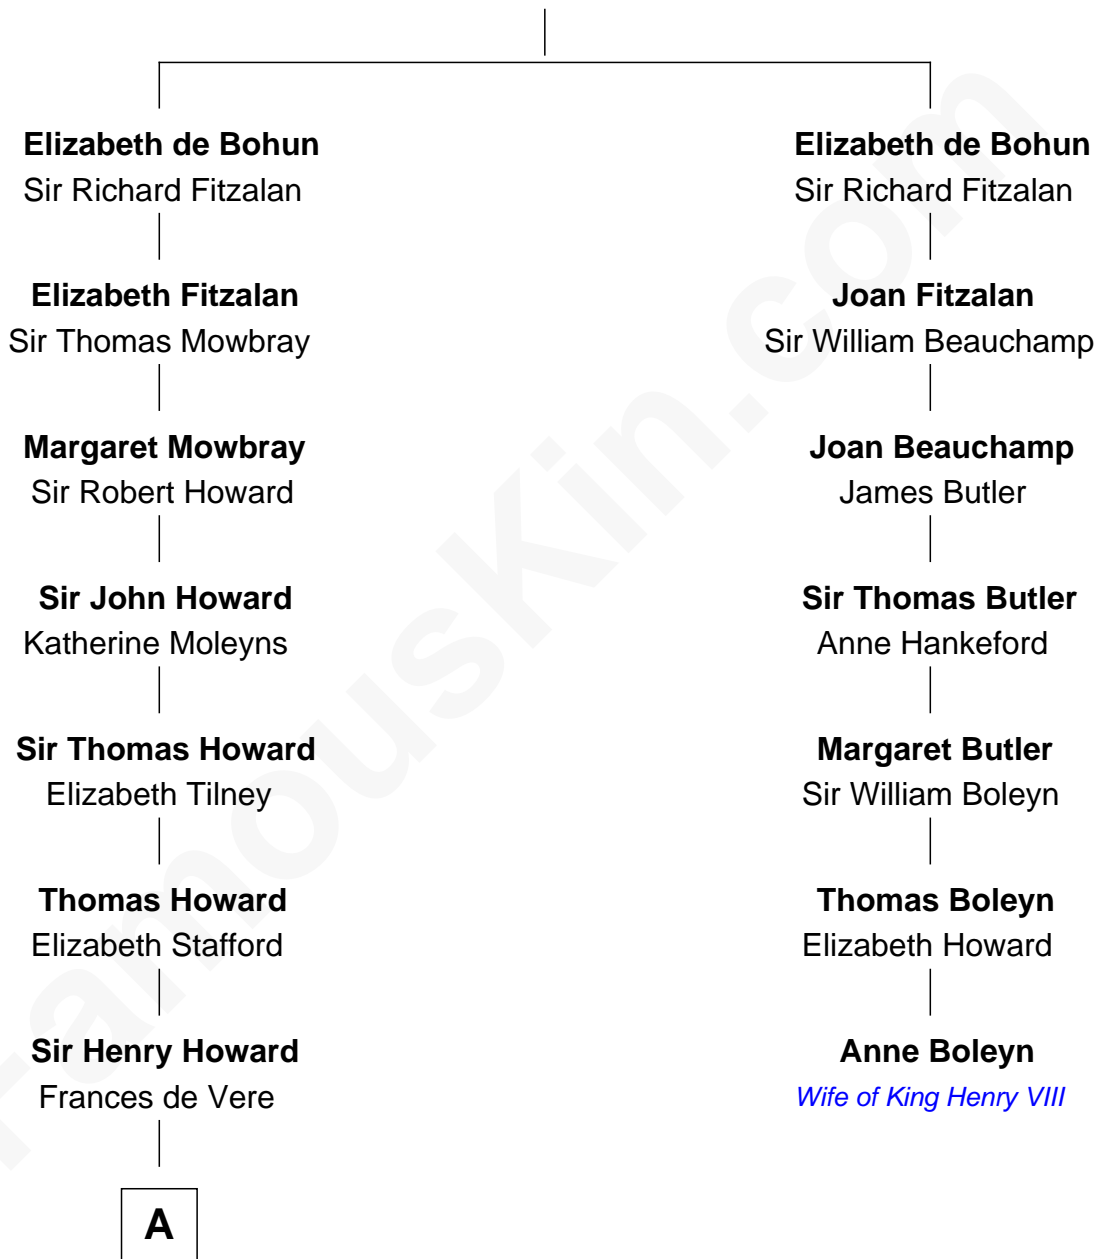 Elizabeth de Bohun
Sir Richard Fitzalan
Elizabeth Fitzalan
Sir Thomas Mowbray
Margaret Mowbray
Sir Robert Howard
Sir John Howard
Katherine Moleyns
Sir Thomas Howard
Elizabeth Tilney
Thomas Howard
Elizabeth Stafford
Sir Henry Howard
Frances de Vere
A
Elizabeth de Bohun
Sir Richard Fitzalan
Joan Fitzalan
Sir William Beauchamp
Joan Beauchamp
James Butler
Sir Thomas Butler
Anne Hankeford
Margaret Butler
Sir William Boleyn
Thomas Boleyn
Elizabeth Howard
Anne Boleyn
Wife of King Henry VIII
FamousKin.com